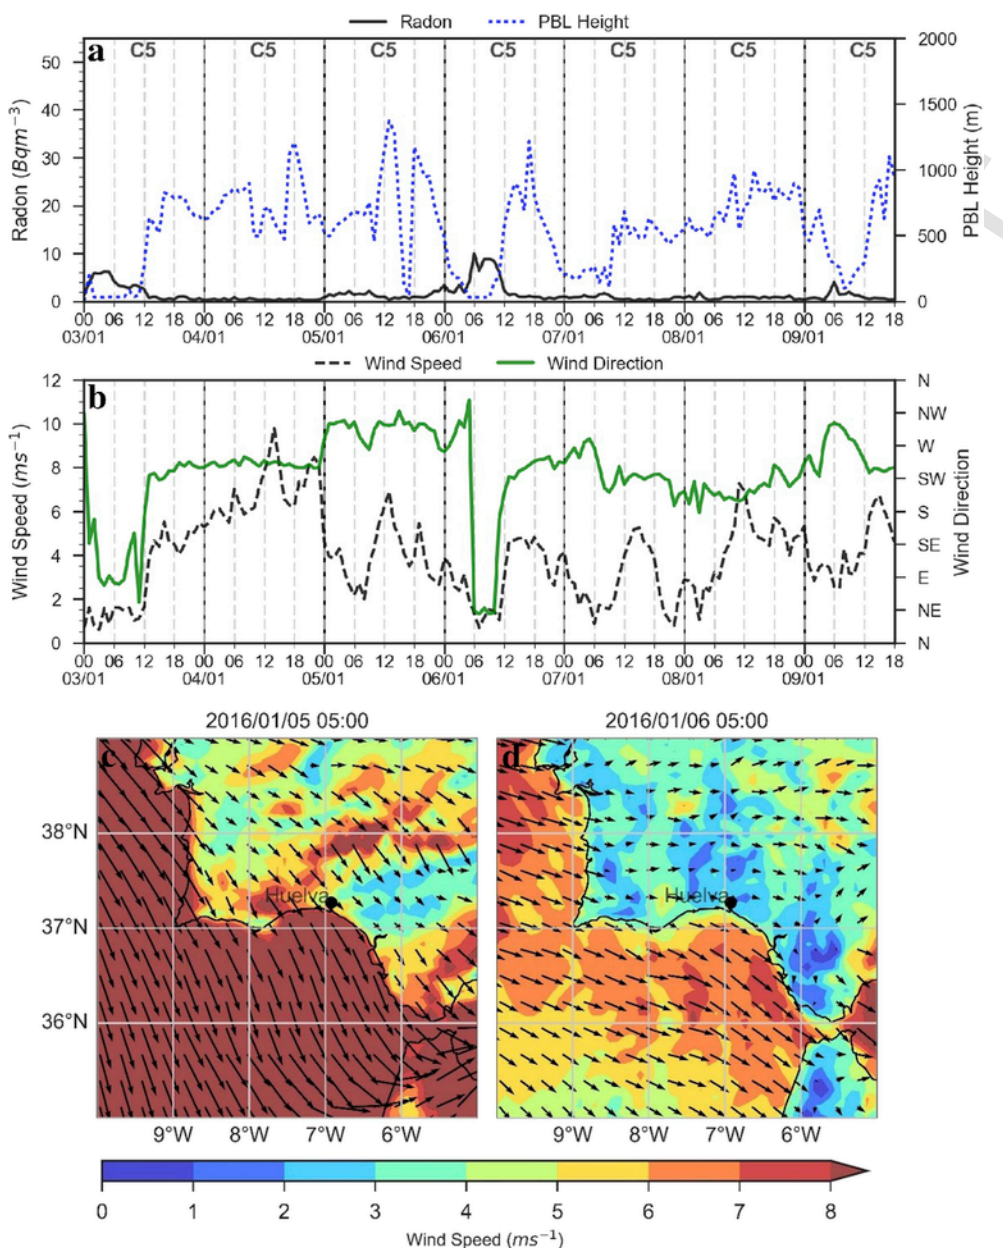 Radon PBL Height
a C5 C5 C5 C5 C5 C5 C5
Radon (Bqm⁻³)
50
40
30
20
10
0
2000
1500
1000
500
0
PBL Height (m)
00 06 12 18 00 06 12 18 00 06 12 18 00 06 12 18 00 06 12 18 00 06 12 18 00 06 12 18
03/01 04/01 05/01 06/01 07/01 08/01 09/01
Wind Speed Wind Direction
b
Wind Speed (ms⁻¹)
12
10
8
6
4
2
0
N
NW
W
SW
S
SE
E
NE
N
Wind Direction
00 06 12 18 00 06 12 18 00 06 12 18 00 06 12 18 00 06 12 18 00 06 12 18 00 06 12 18
03/01 04/01 05/01 06/01 07/01 08/01 09/01
2016/01/05 05:00 2016/01/06 05:00
c d
38°N
Huelva Huelva
37°N
36°N
9°W 8°W 7°W 6°W 9°W 8°W 7°W 6°W
0 1 2 3 4 5 6 7 8
Wind Speed (ms⁻¹)